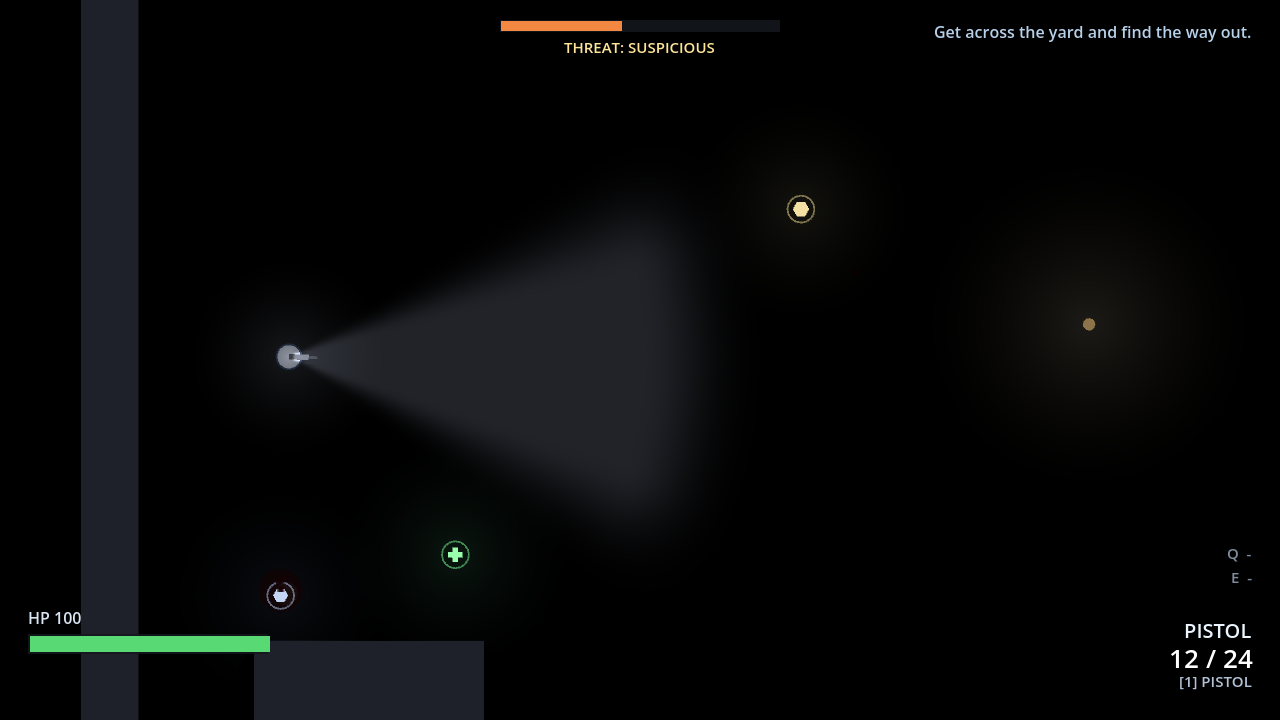 THREAT: SUSPICIOUS
Get across the yard and find the way out.
HP 100
Q -
E -
PISTOL
12 / 24
[1] PISTOL